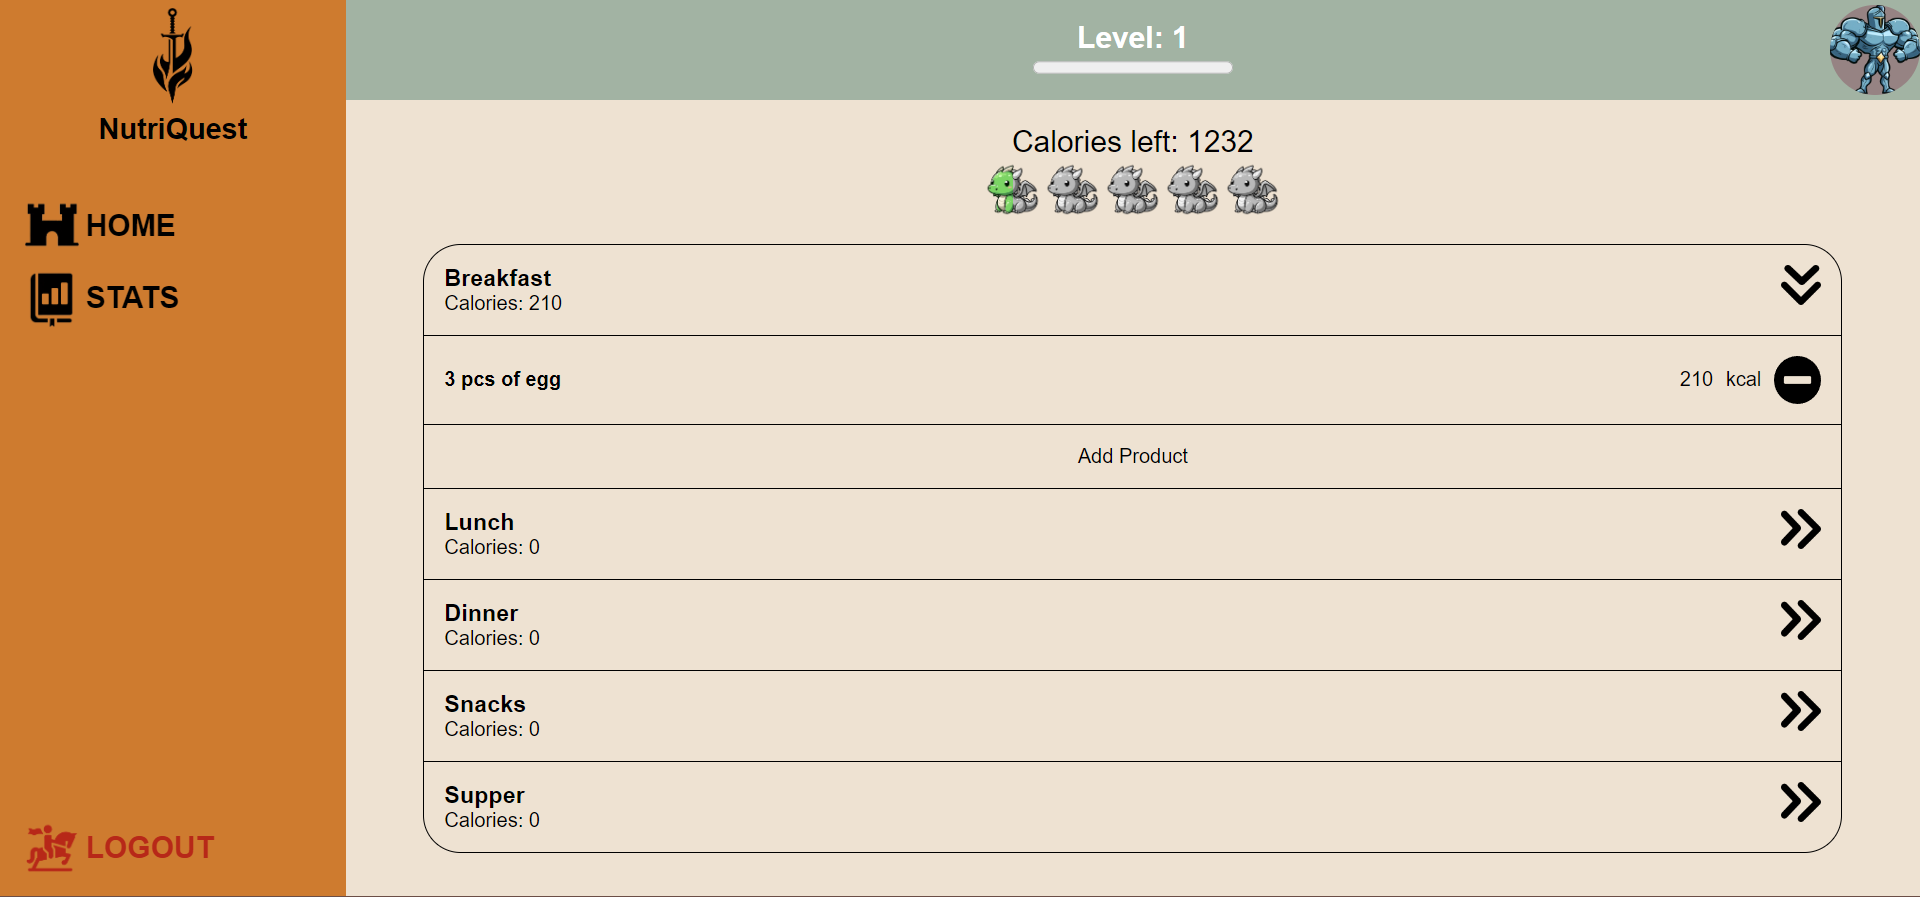 NutriQuest
HOME
STATS
LOGOUT
Level: 1
Calories left: 1232
Breakfast
Calories: 210
3 pcs of egg 210 kcal
Add Product
Lunch
Calories: 0
Dinner
Calories: 0
Snacks
Calories: 0
Supper
Calories: 0